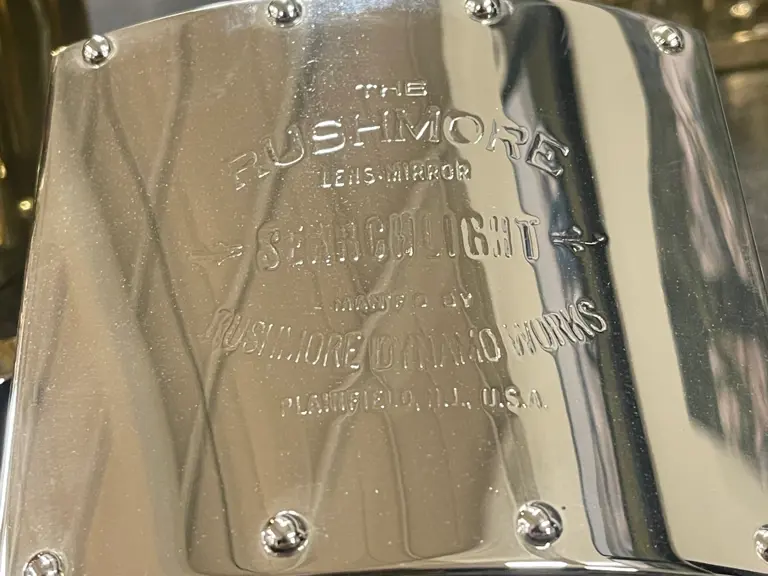 THE
RUSHMORE
LENS-MIRROR
SEARCHLIGHT
MANF'D BY
RUSHMORE DYNAMO WORKS
PLAINFIELD, N.J., U.S.A.